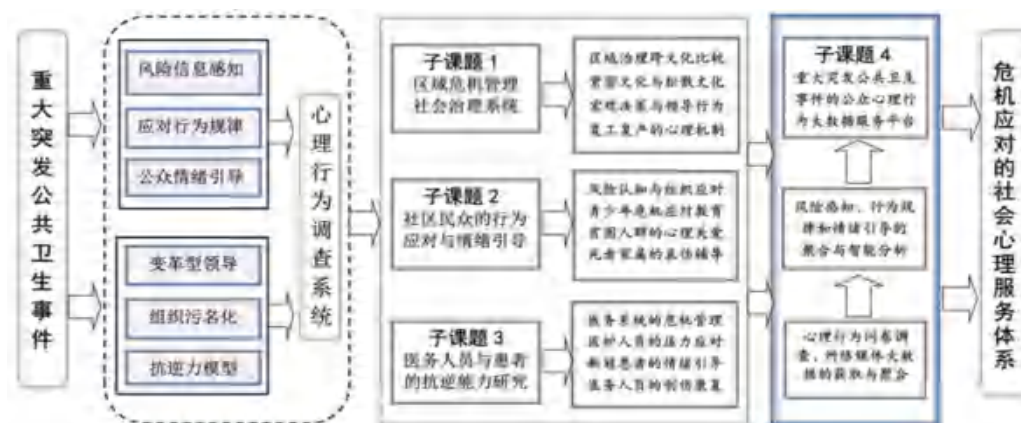 重大突发公共卫生事件
风险信息感知
应对行为规律
公众情绪引导
变革型领导
组织污名化
抗逆力模型
心理行为调查系统
子课题 1
区域危机管理
社会治理系统
区域治理跨文化比较
紧密文化与松散文化
宏观决策与领导行为
复工复产的心理机制
子课题 2
社区民众的行为
应对与情绪引导
风险认知与组织应对
青少年危机应对教育
贫困人群的心理关爱
死者家属的哀伤辅导
子课题 3
医务人员与患者
的抗逆能力研究
医务系统的危机管理
医护人员的压力应对
新冠患者的情绪引导
医务人员的创伤康复
子课题 4
重大突发公共卫生
事件的公众心理行
为大数据服务平台
风险感知、行为规
律和情绪引导的
聚合与智能分析
心理行为问卷调
查、网络媒体大数
据的获取与聚合
危机应对的社会心理服务体系